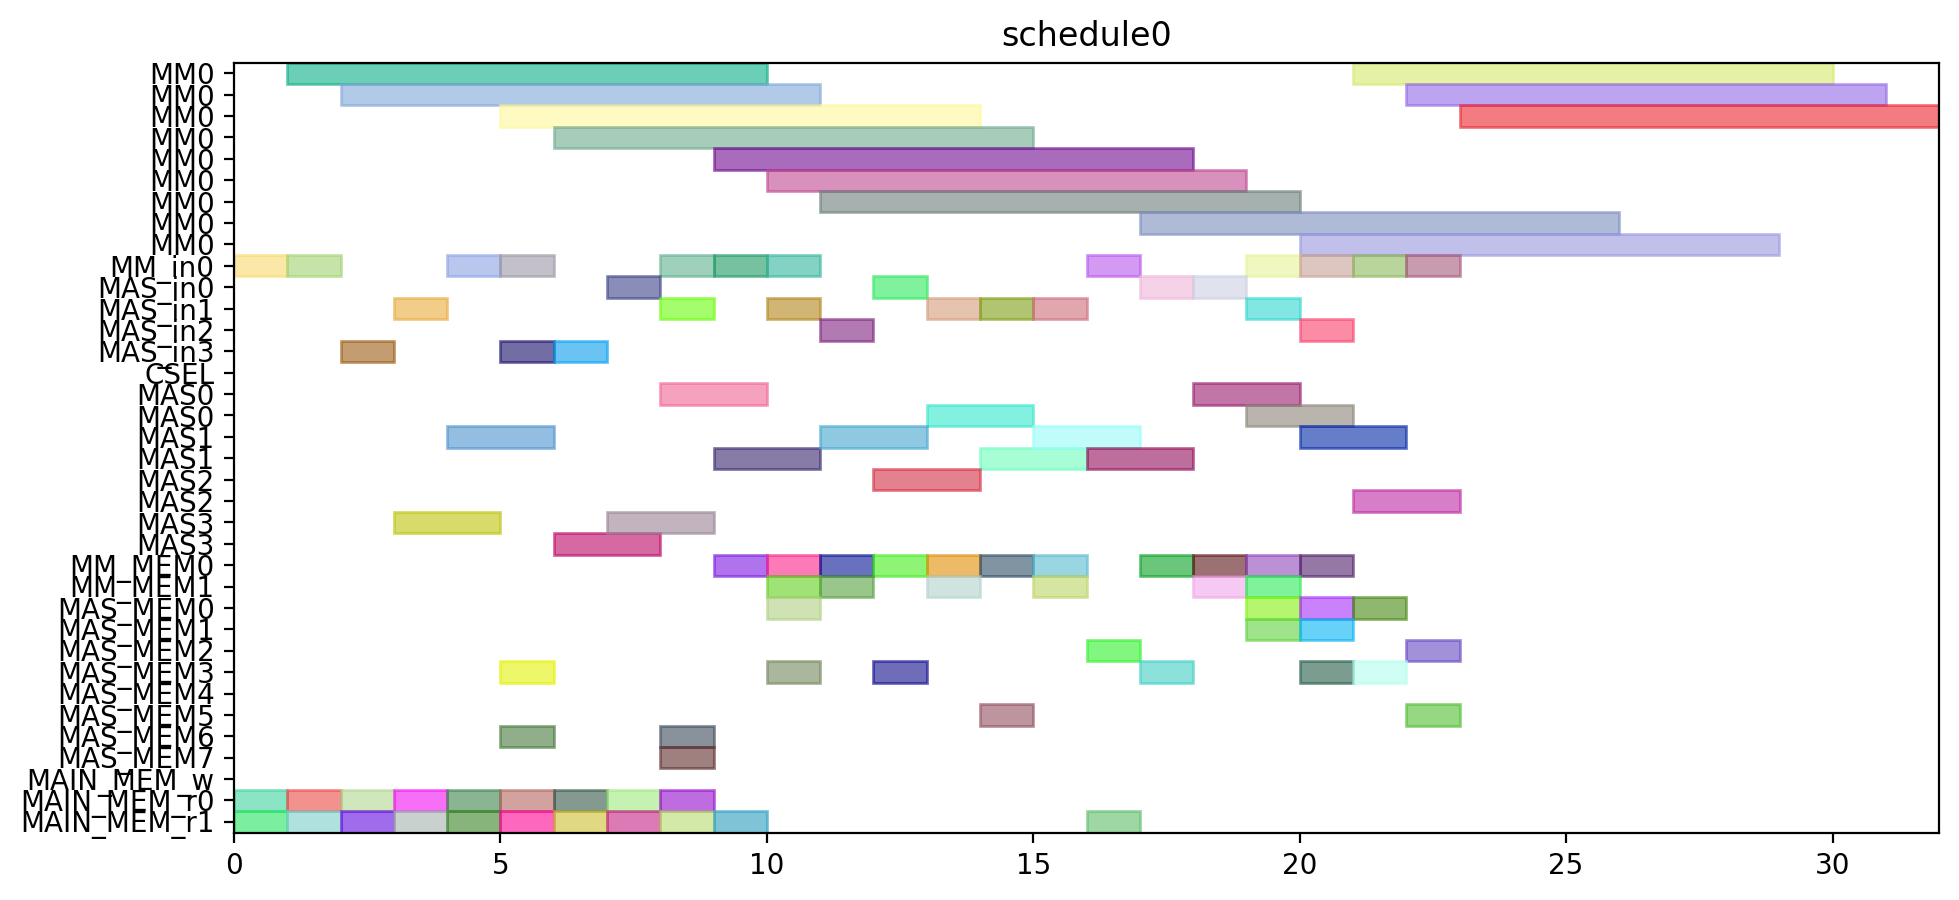 schedule0
MM0
MM0
MM0
MM0
MM0
MM0
MM0
MM0
MM0
MM_in0
MAS_in0
MAS_in1
MAS_in2
MAS_in3
CSEL
MAS0
MAS0
MAS1
MAS1
MAS2
MAS2
MAS3
MAS3
MM_MEM0
MM_MEM1
MAS_MEM0
MAS_MEM1
MAS_MEM2
MAS_MEM3
MAS_MEM4
MAS_MEM5
MAS_MEM6
MAS_MEM7
MAIN_MEM_w
MAIN_MEM_r0
MAIN_MEM_r1
0 5 10 15 20 25 30